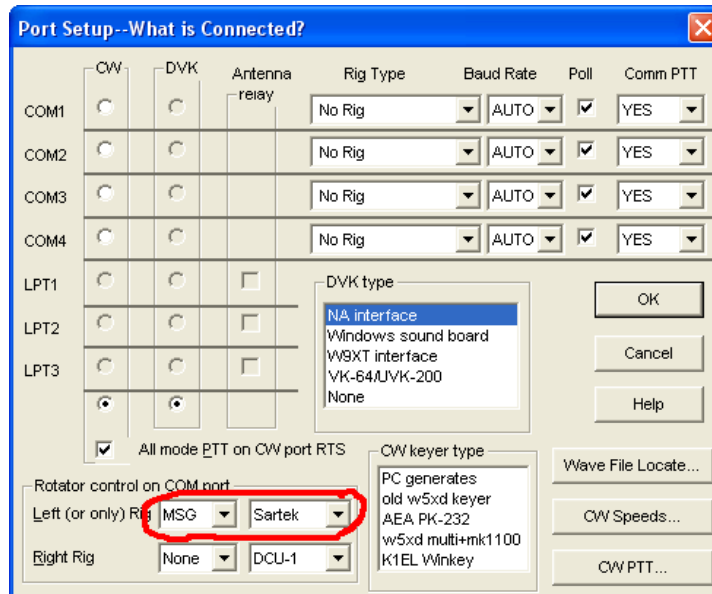 Port Setup--What is Connected?
CW DVK Antenna relay Rig Type Baud Rate Poll Comm PTT
COM1 No Rig AUTO YES
COM2 No Rig AUTO YES
COM3 No Rig AUTO YES
COM4 No Rig AUTO YES
LPT1
LPT2
LPT3
DVK type
NA interface
Windows sound board
W9XT interface
VK-64/UVK-200
None
OK
Cancel
Help
All mode PTT on CW port RTS
Rotator control on COM port
Left (or only) Rig MSG Sartek
Right Rig None DCU-1
CW keyer type
PC generates
old w5xd keyer
AEA PK-232
w5xd multi+mk1100
K1EL Winkey
Wave File Locate...
CW Speeds...
CW PTT...